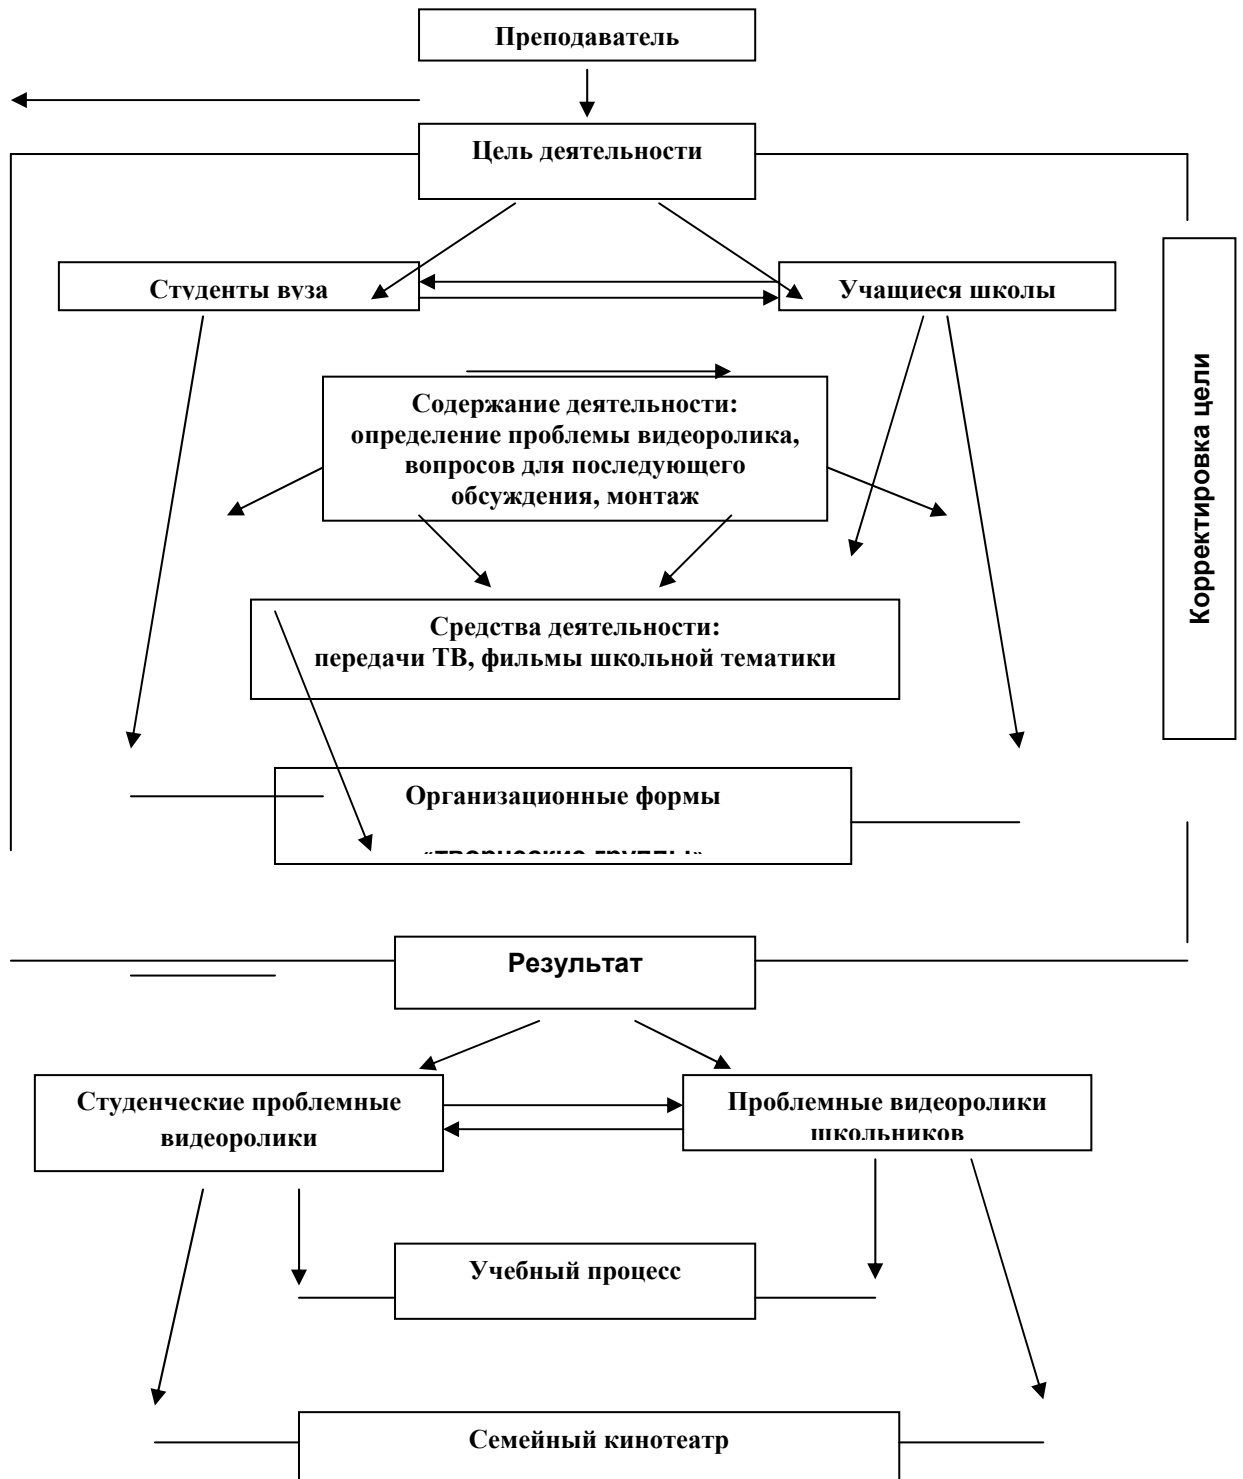 Преподаватель
Цель деятельности
Студенты вуза
Учащиеся школы
Корректировка цели
Содержание деятельности:
определение проблемы видеоролика,
вопросов для последующего
обсуждения, монтаж
Средства деятельности:
передачи ТВ, фильмы школьной тематики
Организационные формы
«творческие группы»
Результат
Студенческие проблемные
видеоролики
Проблемные видеоролики
школьников
Учебный процесс
Семейный кинотеатр